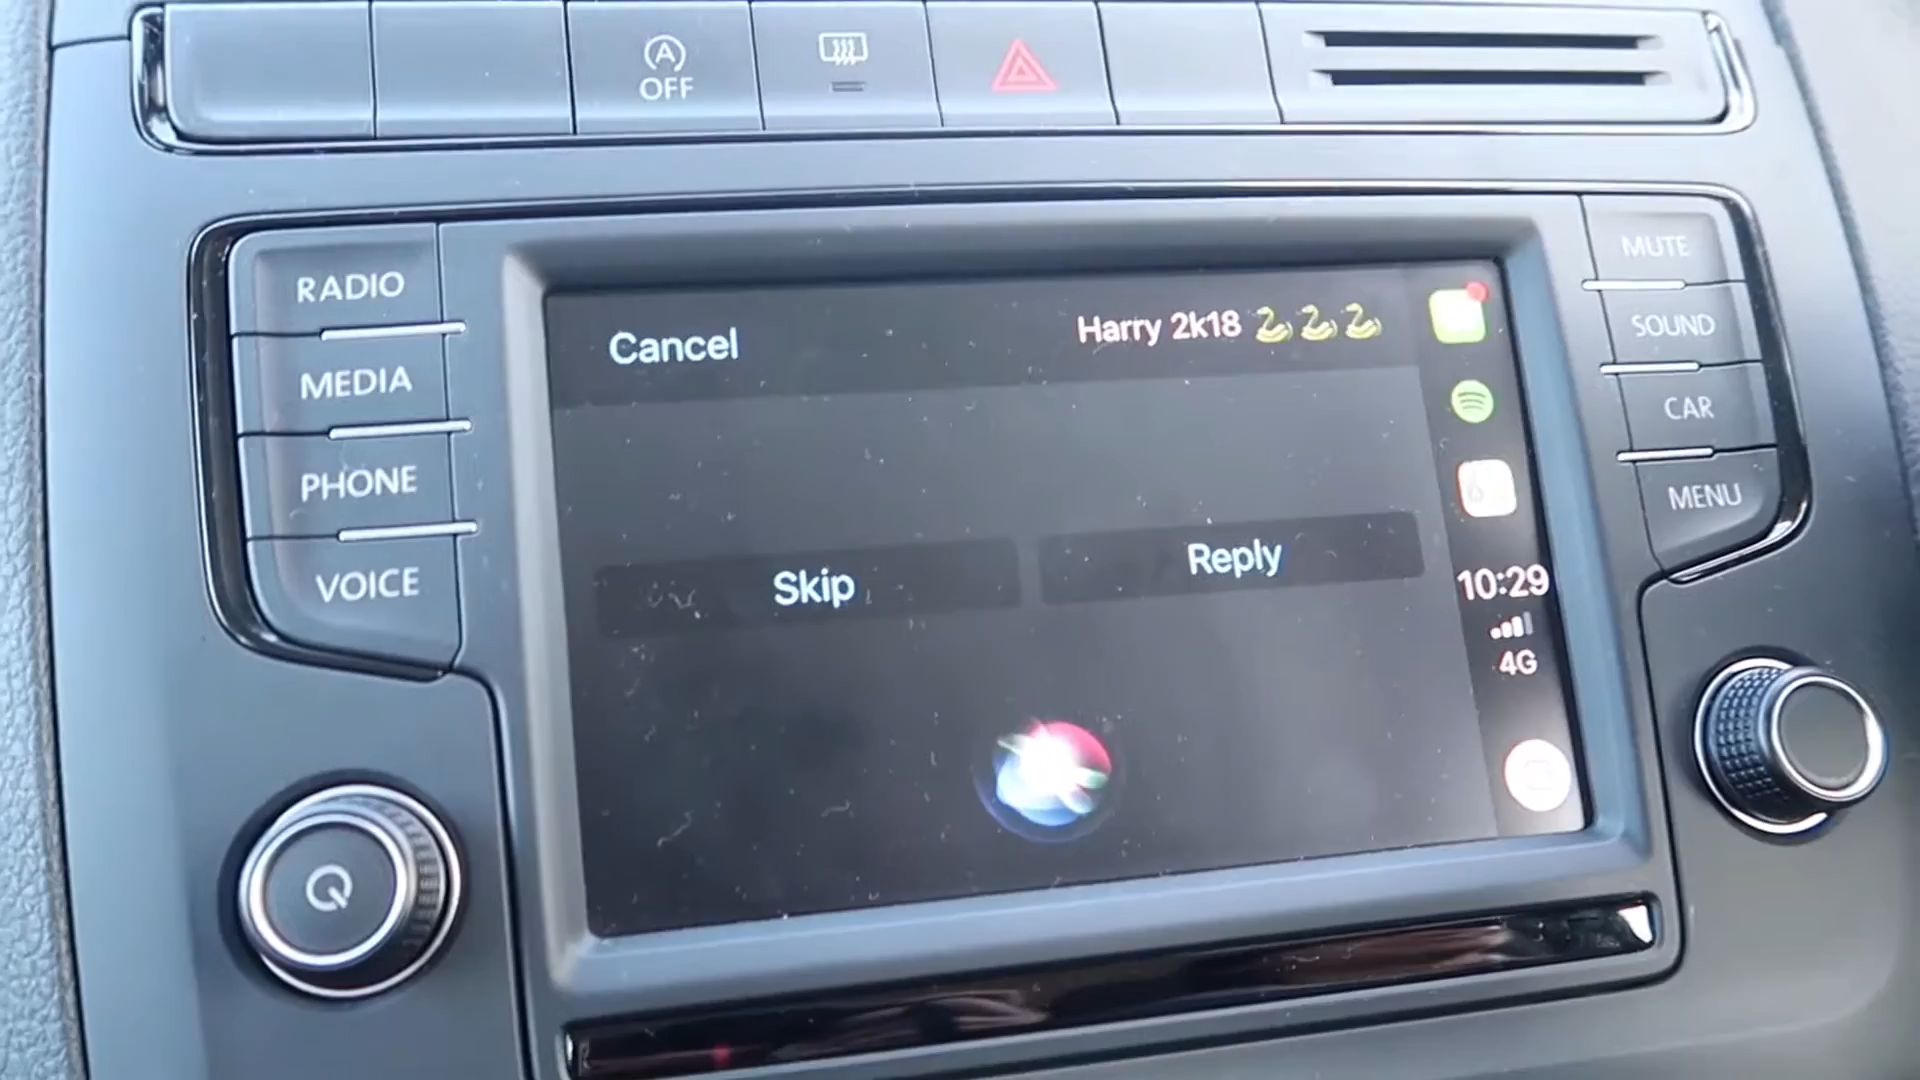 A
OFF
RADIO
MEDIA
PHONE
VOICE
Cancel
Harry 2k18 🐍🐍🐍
Skip
Reply
10:29
4G
MUTE
SOUND
CAR
MENU